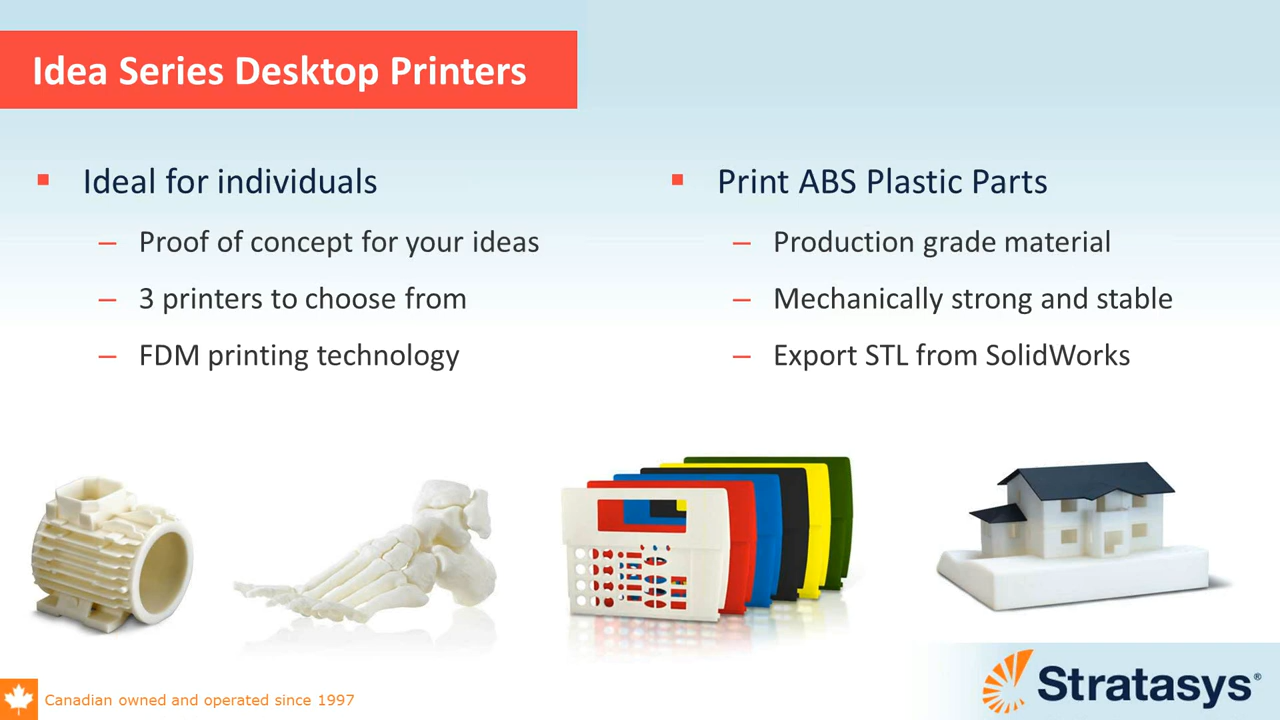 Idea Series Desktop Printers
▪ Ideal for individuals
– Proof of concept for your ideas
– 3 printers to choose from
– FDM printing technology
▪ Print ABS Plastic Parts
– Production grade material
– Mechanically strong and stable
– Export STL from SolidWorks
Canadian owned and operated since 1997
Stratasys®